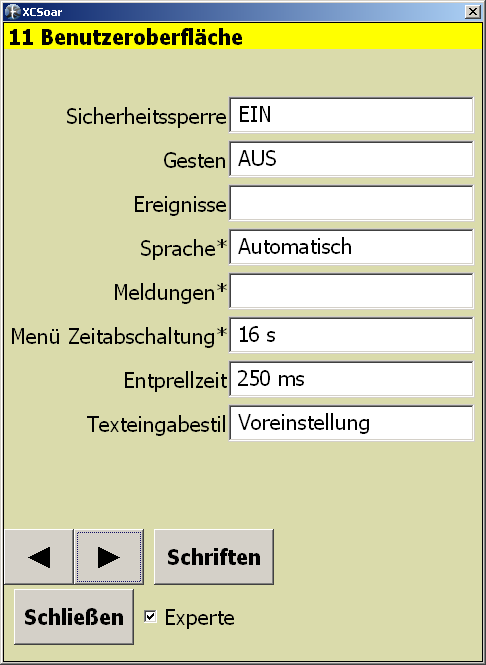 XCSoar
11 Benutzeroberfläche
Sicherheitssperre EIN
Gesten AUS
Ereignisse
Sprache* Automatisch
Meldungen*
Menü Zeitabschaltung* 16 s
Entprellzeit 250 ms
Texteingabestil Voreinstellung
Schriften
Schließen Experte